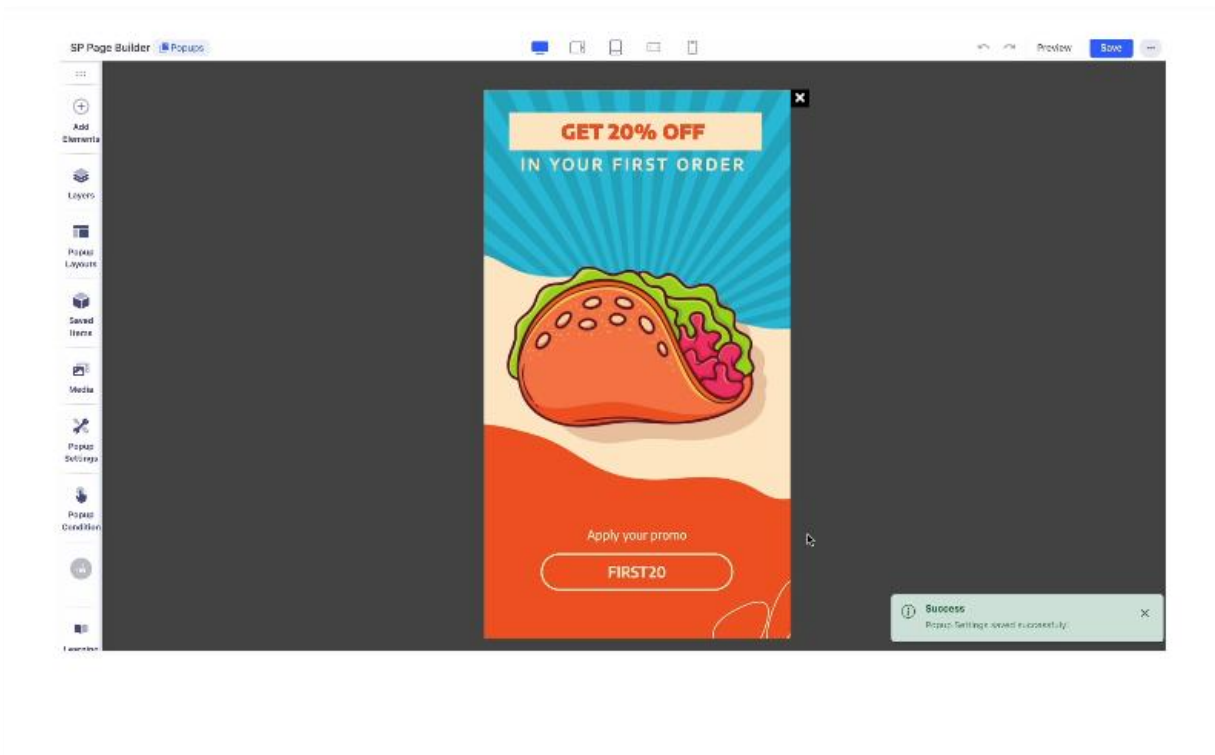 SP Page Builder Popups
Preview
Save
Add
Elements
Layers
Popup
Layouts
Saved
Items
Media
Popup
Settings
Popup
Condition
Learning
GET 20% OFF
IN YOUR FIRST ORDER
Apply your promo
FIRST20
Success
Popup Settings saved successfully!